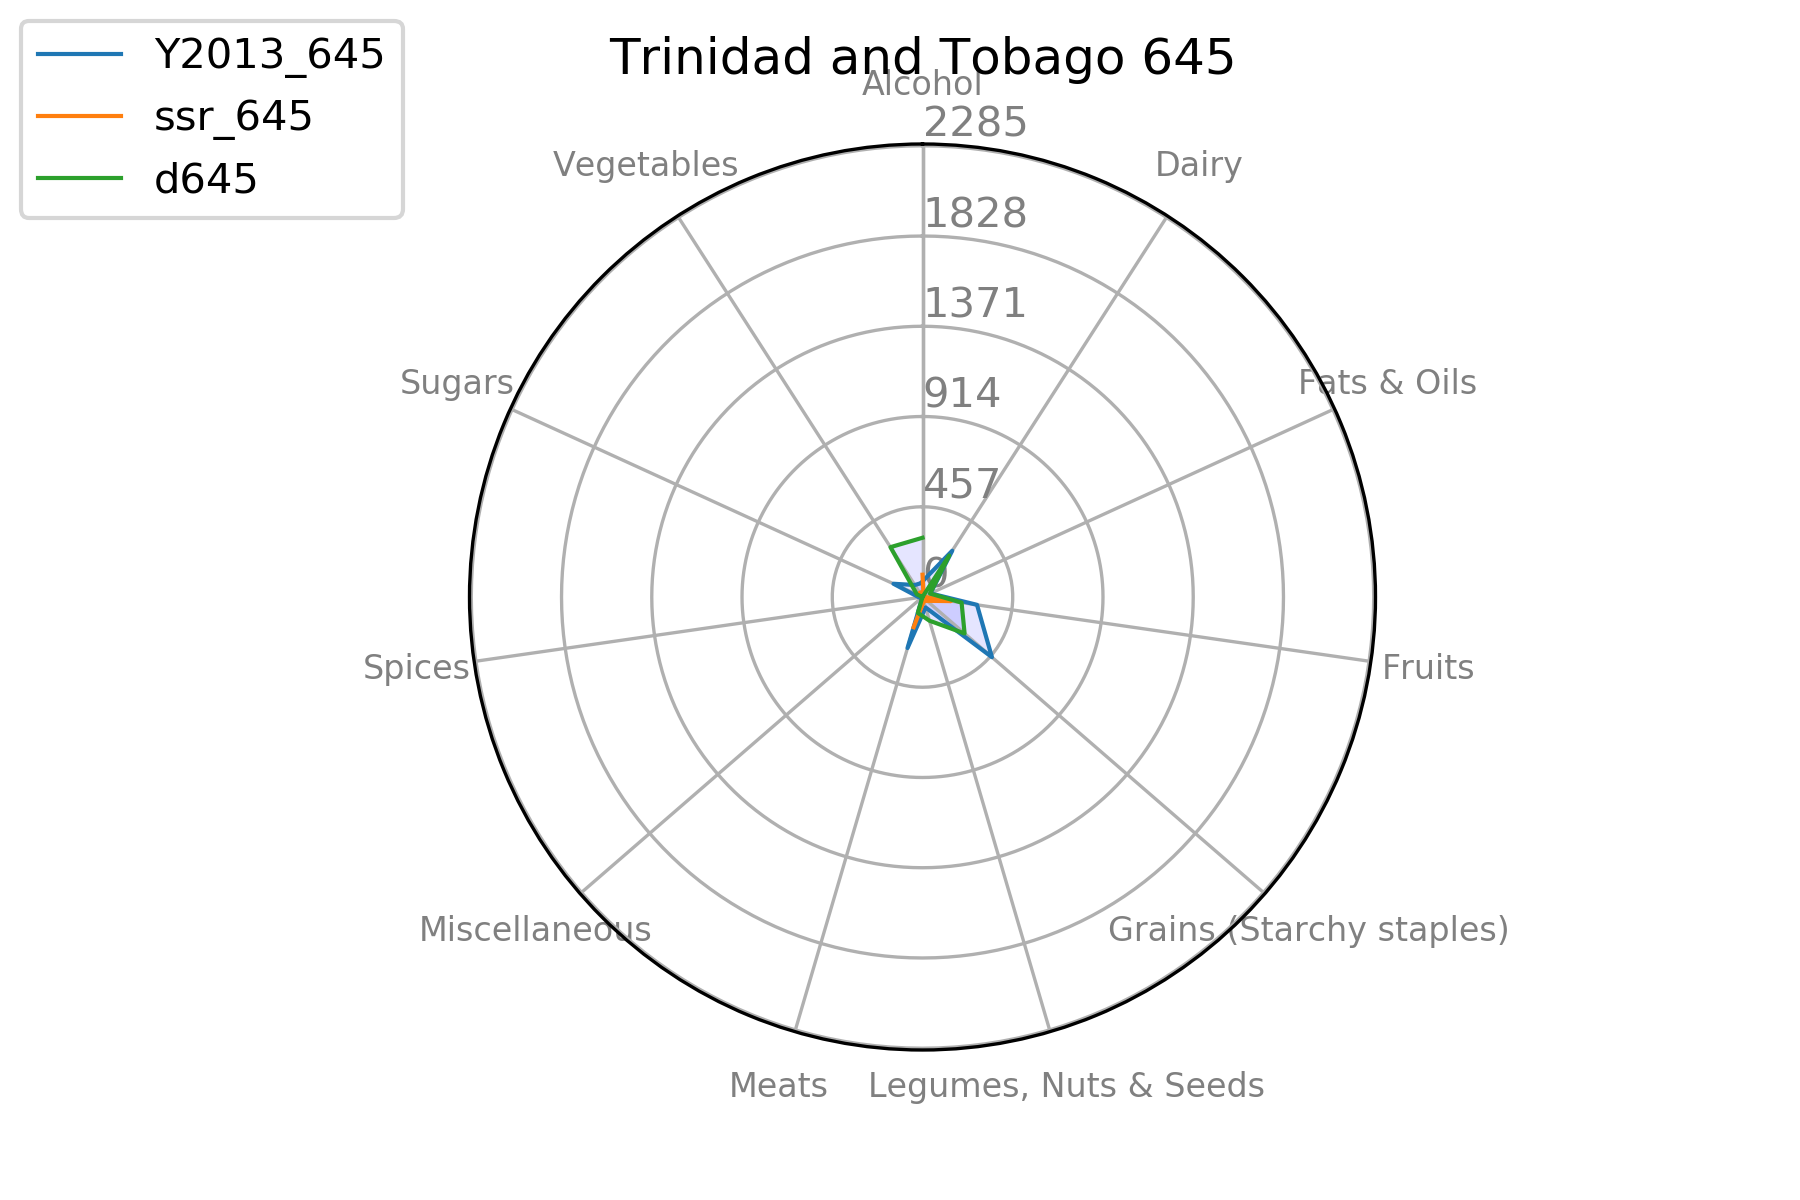 Y2013_645
ssr_645
d645
Trinidad and Tobago 645
Alcohol
2285
Vegetables
Dairy
1828
1371
Sugars
Fats & Oils
914
457
0
Spices
Fruits
Miscellaneous
Grains (Starchy staples)
Meats
Legumes, Nuts & Seeds